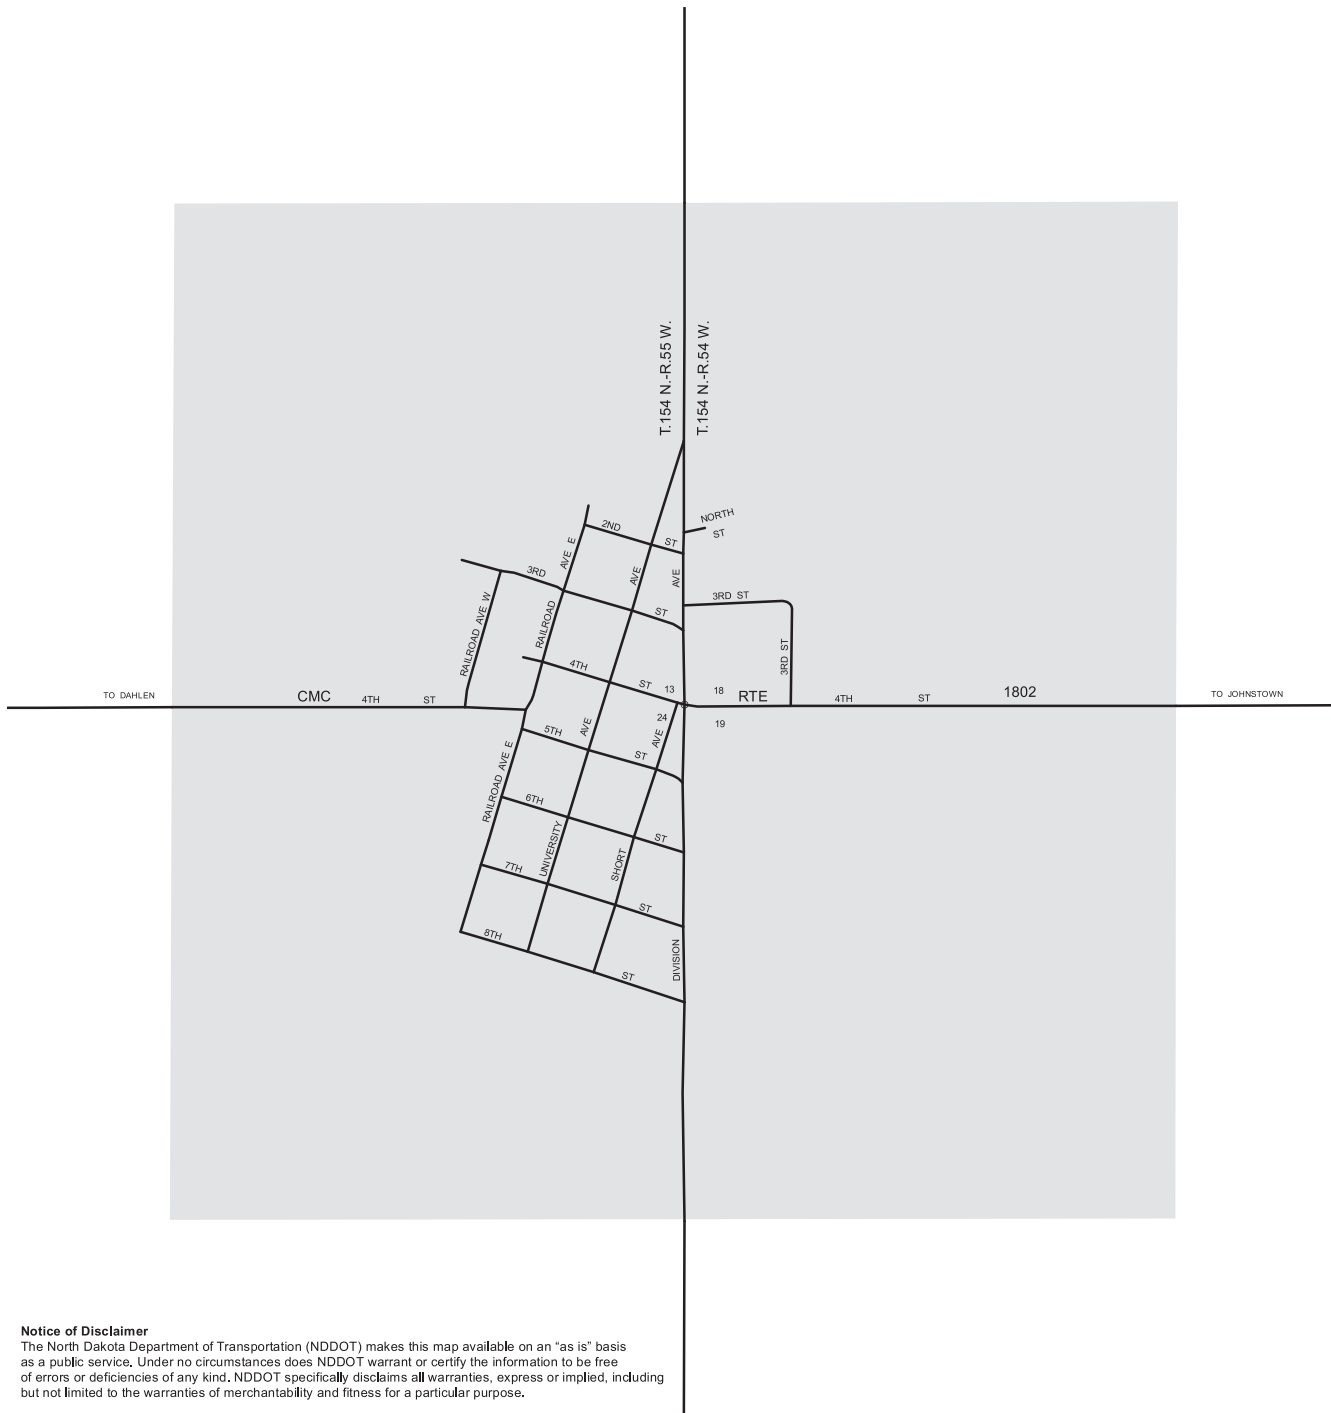 T.154 N.-R.55 W.
T.154 N.-R.54 W.
NORTH
ST
2ND
ST
AVE E
AVE
AVE
3RD
ST
3RD ST
RAILROAD AVE W
RAILROAD
3RD ST
4TH
ST
13
18
TO DAHLEN
CMC
4TH
ST
RTE
4TH
ST
1802
TO JOHNSTOWN
24
19
AVE
AVE
5TH
ST
RAILROAD AVE E
6TH
ST
UNIVERSITY
SHORT
7TH
ST
8TH
ST
DIVISION
Notice of Disclaimer
The North Dakota Department of Transportation (NDDOT) makes this map available on an “as is” basis
as a public service. Under no circumstances does NDDOT warrant or certify the information to be free
of errors or deficiencies of any kind. NDDOT specifically disclaims all warranties, express or implied, including
but not limited to the warranties of merchantability and fitness for a particular purpose.